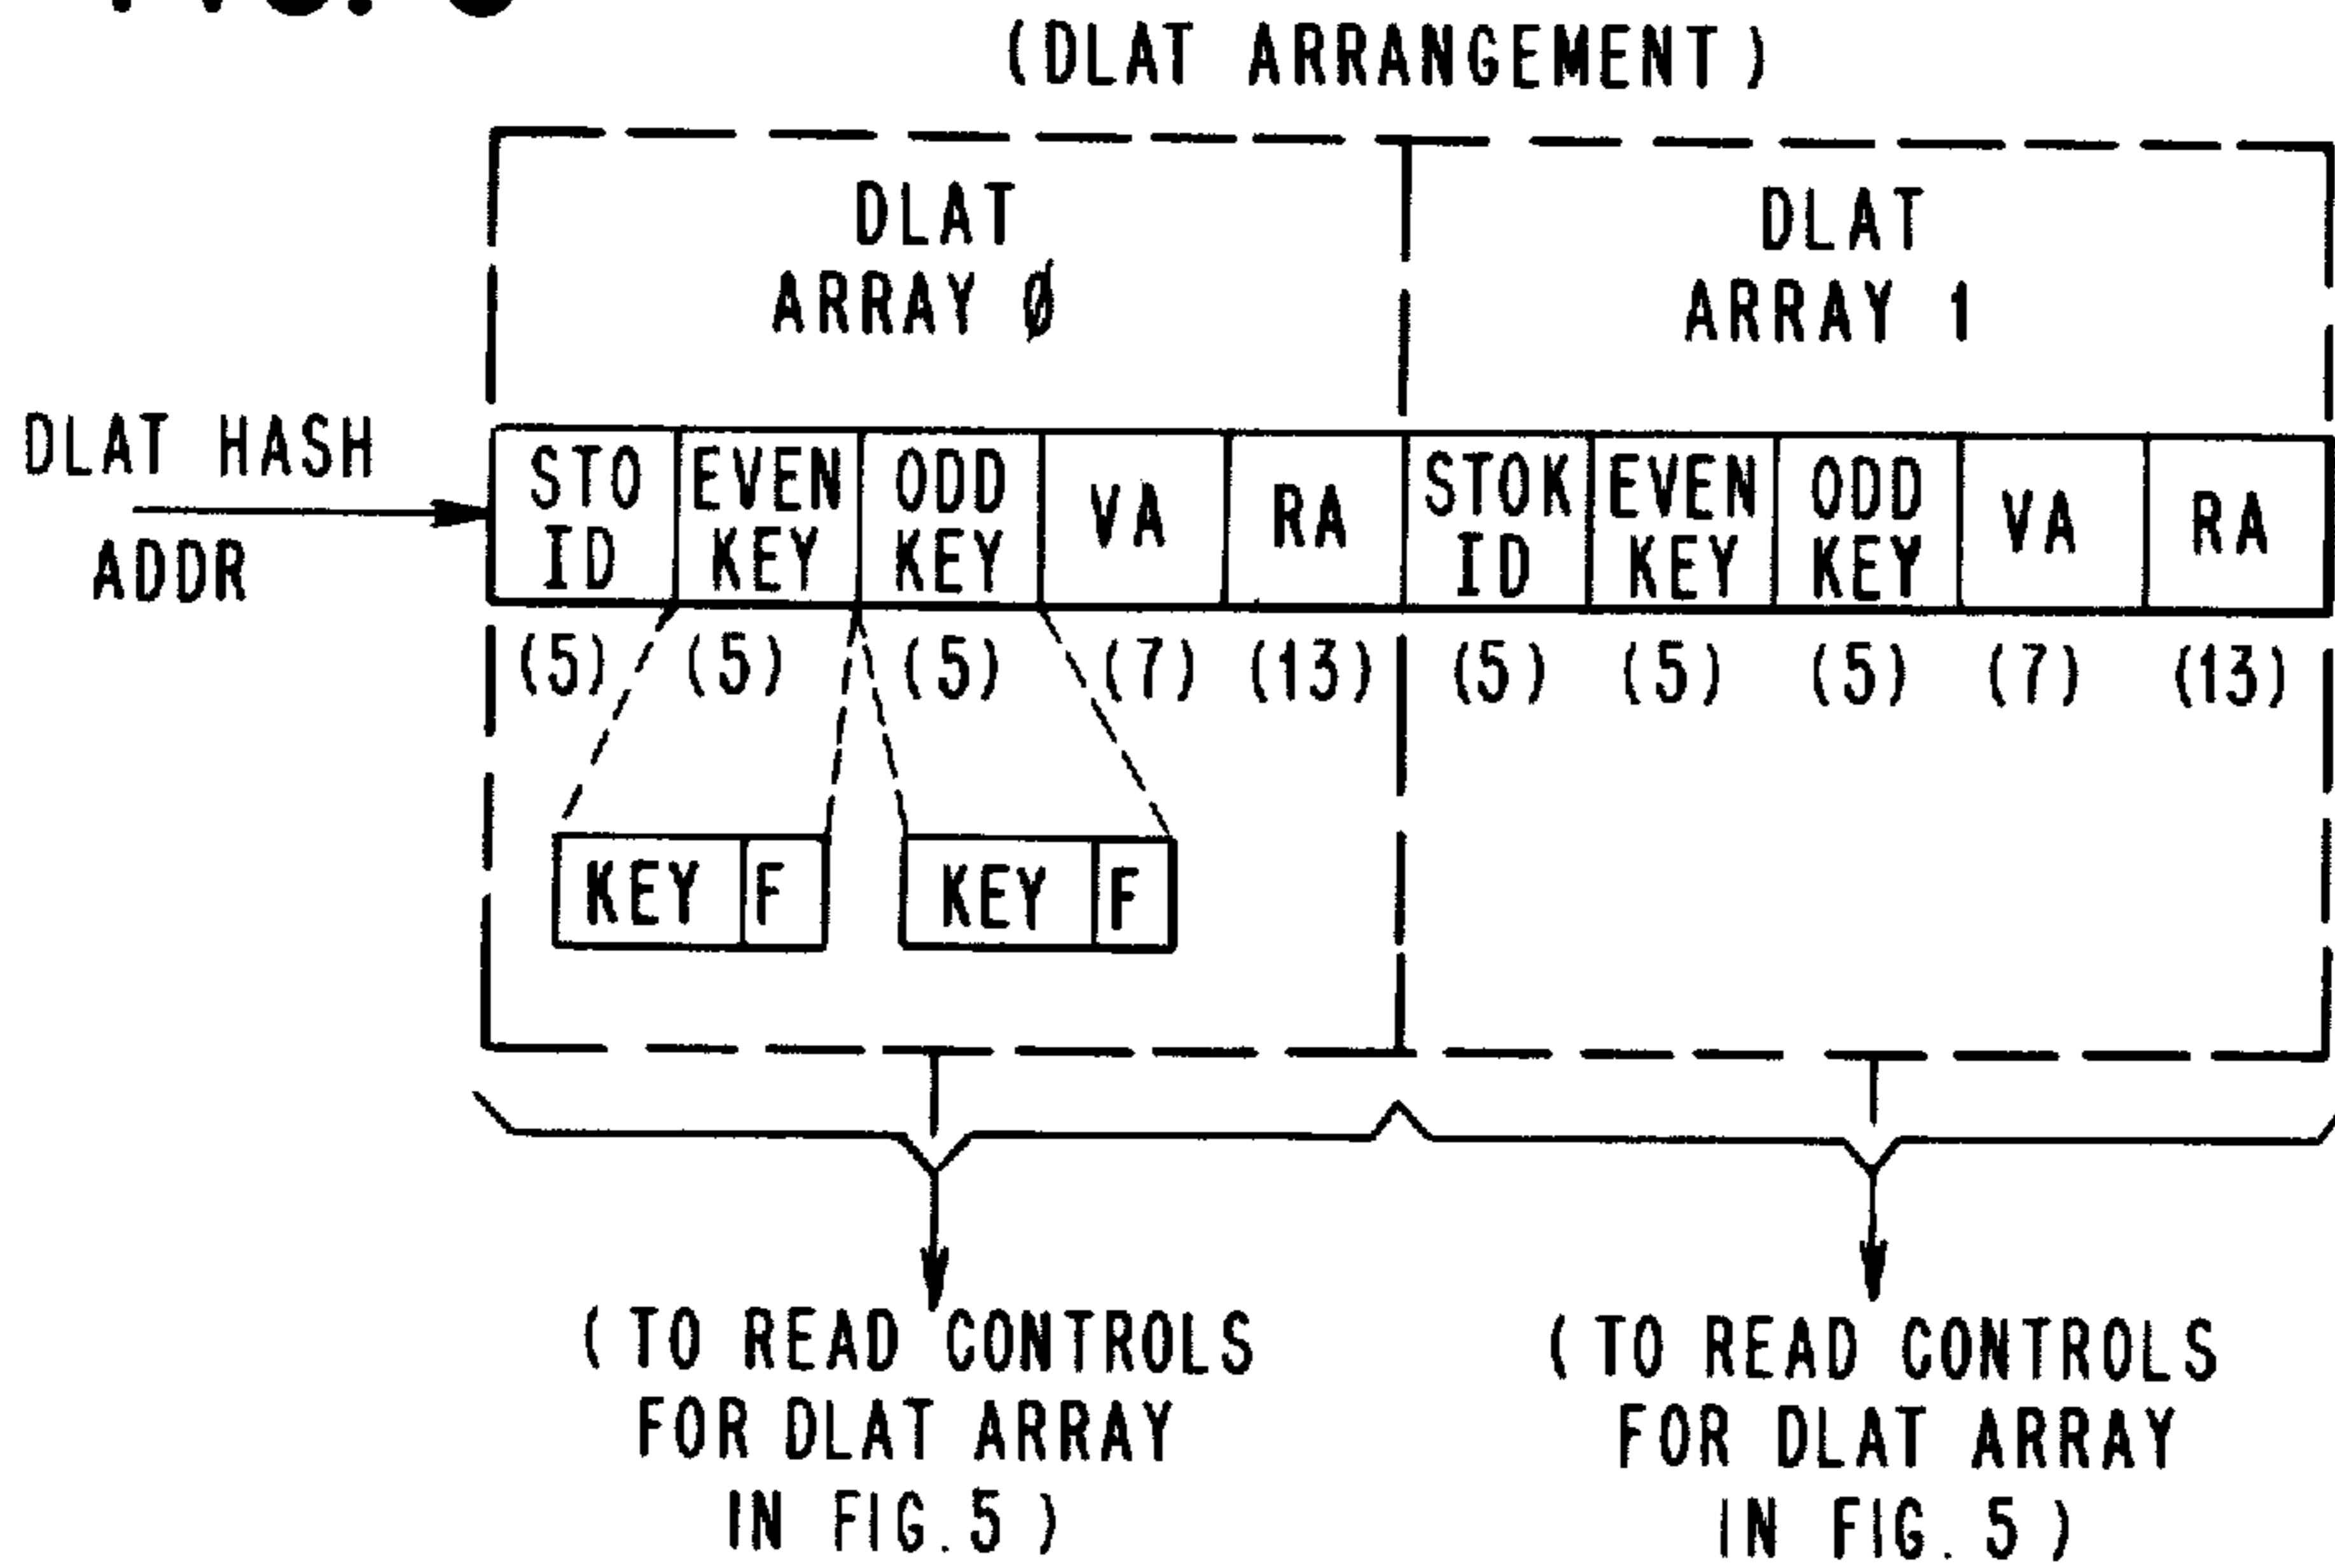 (DLAT ARRANGEMENT)
DLAT
ARRAY Ø
DLAT
ARRAY 1
DLAT HASH
ADDR
STO
ID
EVEN
KEY
ODD
KEY
VA
RA
STOK
ID
EVEN
KEY
ODD
KEY
VA
RA
(5)
(5)
(5)
(7)
(13)
(5)
(5)
(5)
(7)
(13)
KEY
F
KEY
F
( TO READ CONTROLS
FOR DLAT ARRAY
IN FIG. 5 )
( TO READ CONTROLS
FOR DLAT ARRAY
IN FIG. 5 )